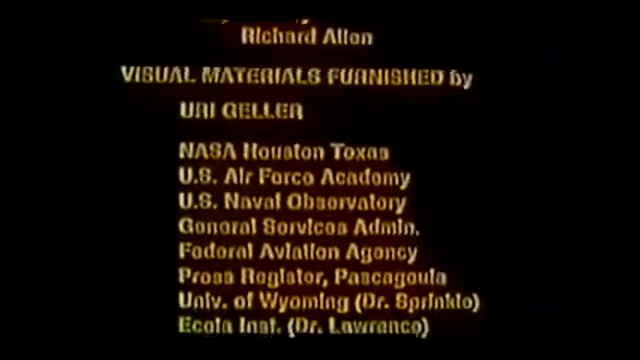 Richard Allen
VISUAL MATERIALS FURNISHED by
URI GELLER
NASA Houston Texas
U.S. Air Force Academy
U.S. Naval Observatory
General Services Admin.
Federal Aviation Agency
Press Register, Pascagoula
Univ. of Wyoming (Dr. Sprinkle)
Ecola Inst. (Dr. Lawrance)